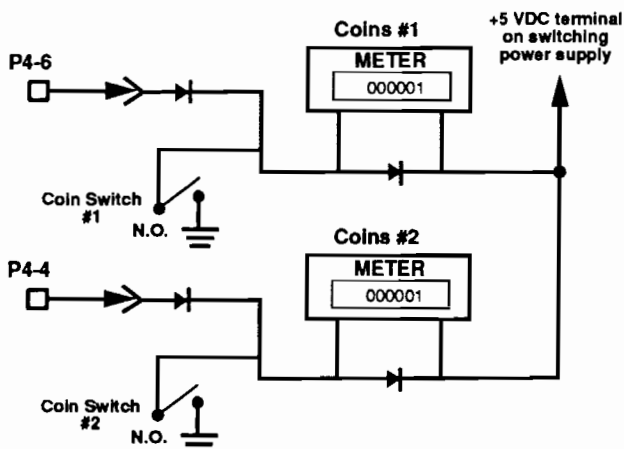 +5 VDC terminal
on switching
power supply
Coins #1
METER
000001
P4-6
Coin Switch
#1
N.O.
Coins #2
METER
000001
P4-4
Coin Switch
#2
N.O.